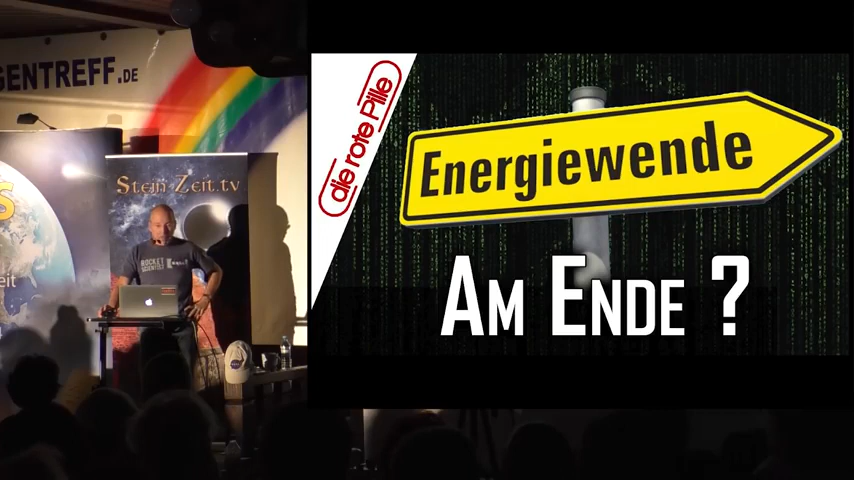 GENTREFF.DE
Stein Zeit.tv
ROCKET
SCIENTIST
die rote Pille
Energiewende
Am Ende ?